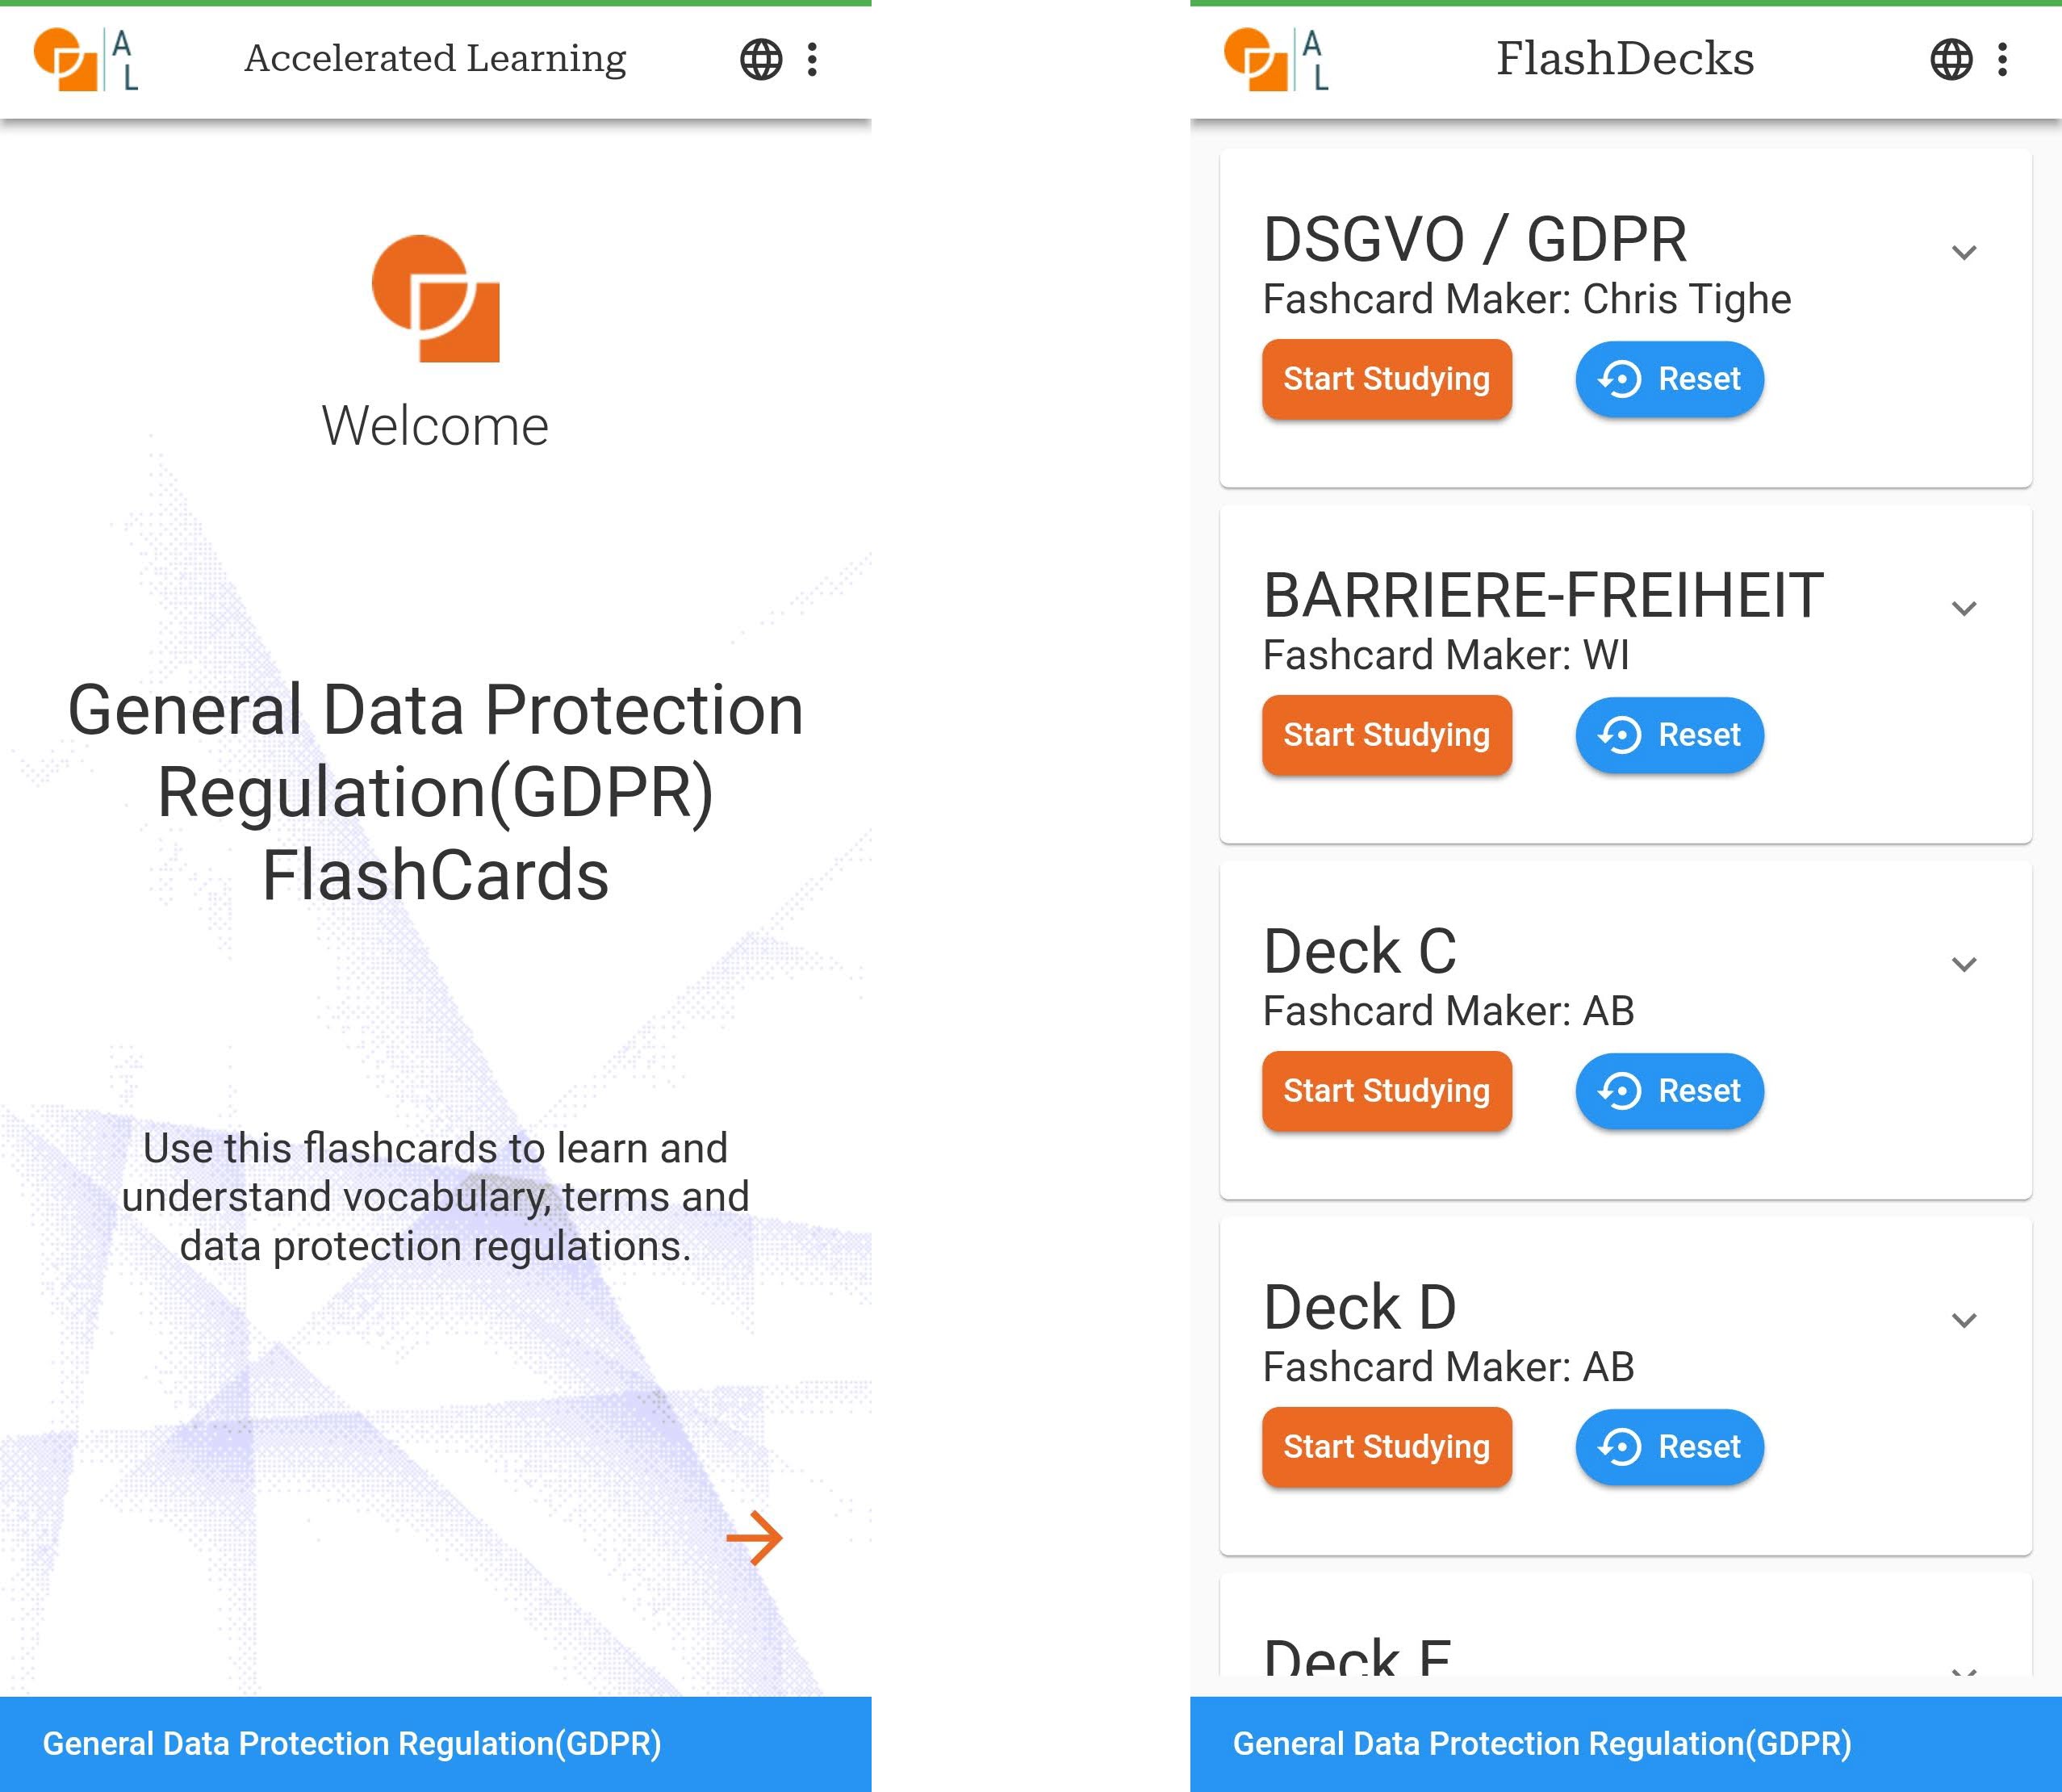 A
L
Accelerated Learning
Welcome
General Data Protection
Regulation(GDPR)
FlashCards
Use this flashcards to learn and
understand vocabulary, terms and
data protection regulations.
General Data Protection Regulation(GDPR)
A
L
FlashDecks
DSGVO / GDPR
Fashcard Maker: Chris Tighe
Start Studying
Reset
BARRIERE-FREIHEIT
Fashcard Maker: WI
Start Studying
Reset
Deck C
Fashcard Maker: AB
Start Studying
Reset
Deck D
Fashcard Maker: AB
Start Studying
Reset
Deck
General Data Protection Regulation(GDPR)